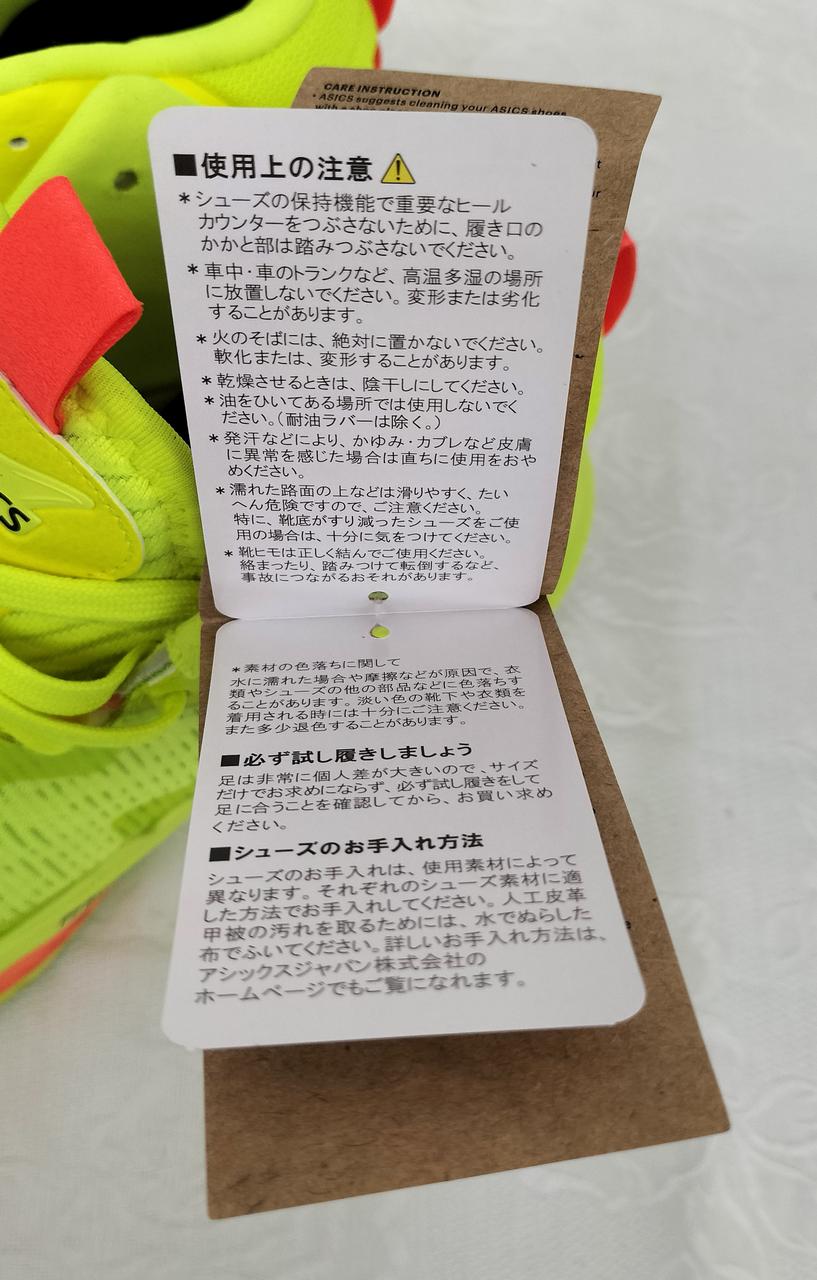 CARE INSTRUCTION
・ASICS suggests cleaning your ASICS shoes
■使用上の注意
＊シューズの保持機能で重要なヒール
カウンターをつぶさないために、履き口の
かかと部は踏みつぶさないでください。
＊車中・車のトランクなど、高温多湿の場所
に放置しないでください。変形または劣化
することがあります。
＊火のそばには、絶対に置かないでください。
軟化または、変形することがあります。
＊乾燥させるときは、陰干しにしてください。
＊油をひいてある場所では使用しないでく
ださい。（耐油ラバーは除く。）
＊発汗などにより、かゆみ・カブレなど皮膚
に異常を感じた場合は直ちに使用をおや
めください。
＊濡れた路面の上などは滑りやすく、たい
へん危険ですので、ご注意ください。
特に、靴底がすり減ったシューズをご使
用の場合は、十分に気をつけてください。
＊靴ヒモは正しく結んでご使用ください。
絡まったり、踏みつけて転倒するなど、
事故につながるおそれがあります。
＊素材の色落ちに関して
水に濡れた場合や摩擦などが原因で、衣
類やシューズの他の部品などに色落ちす
ることがあります。淡い色の靴下や衣類を
着用される時には十分にご注意ください。
また多少退色することがあります。
■必ず試し履きしましょう
足は非常に個人差が大きいので、サイズ
だけでお求めにならず、必ず試し履きをして
足に合うことを確認してから、お買い求め
ください。
■シューズのお手入れ方法
シューズのお手入れは、使用素材によって
異なります。それぞれのシューズ素材に適
した方法でお手入れしてください。人工皮革
甲被の汚れを取るためには、水でぬらした
布でふいてください。詳しいお手入れ方法は、
アシックスジャパン株式会社の
ホームページでもご覧になれます。